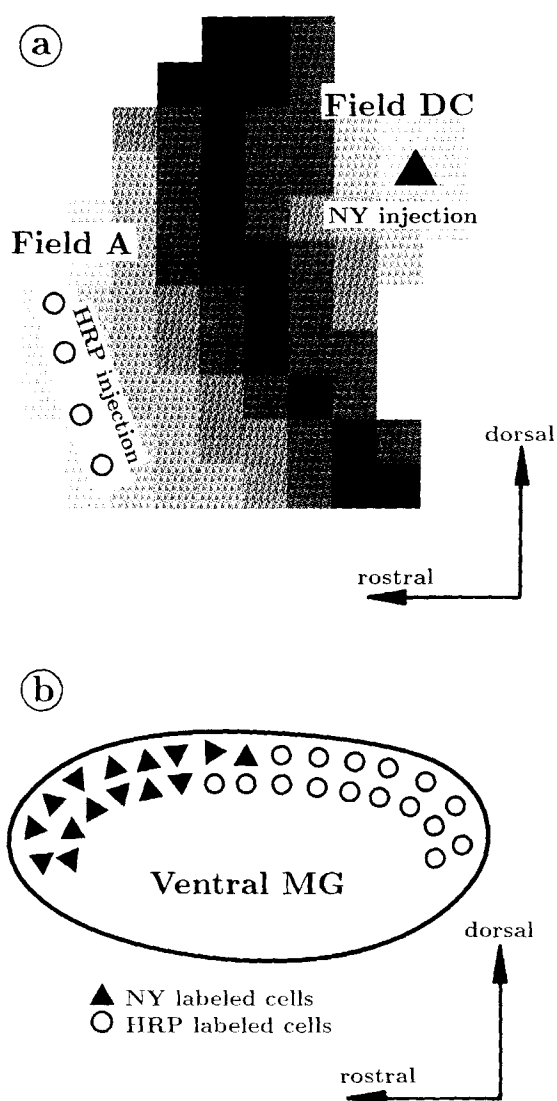 a
Field DC
NY injection
Field A
HRP injection
dorsal
rostral
b
Ventral MG
dorsal
NY labeled cells
HRP labeled cells
rostral